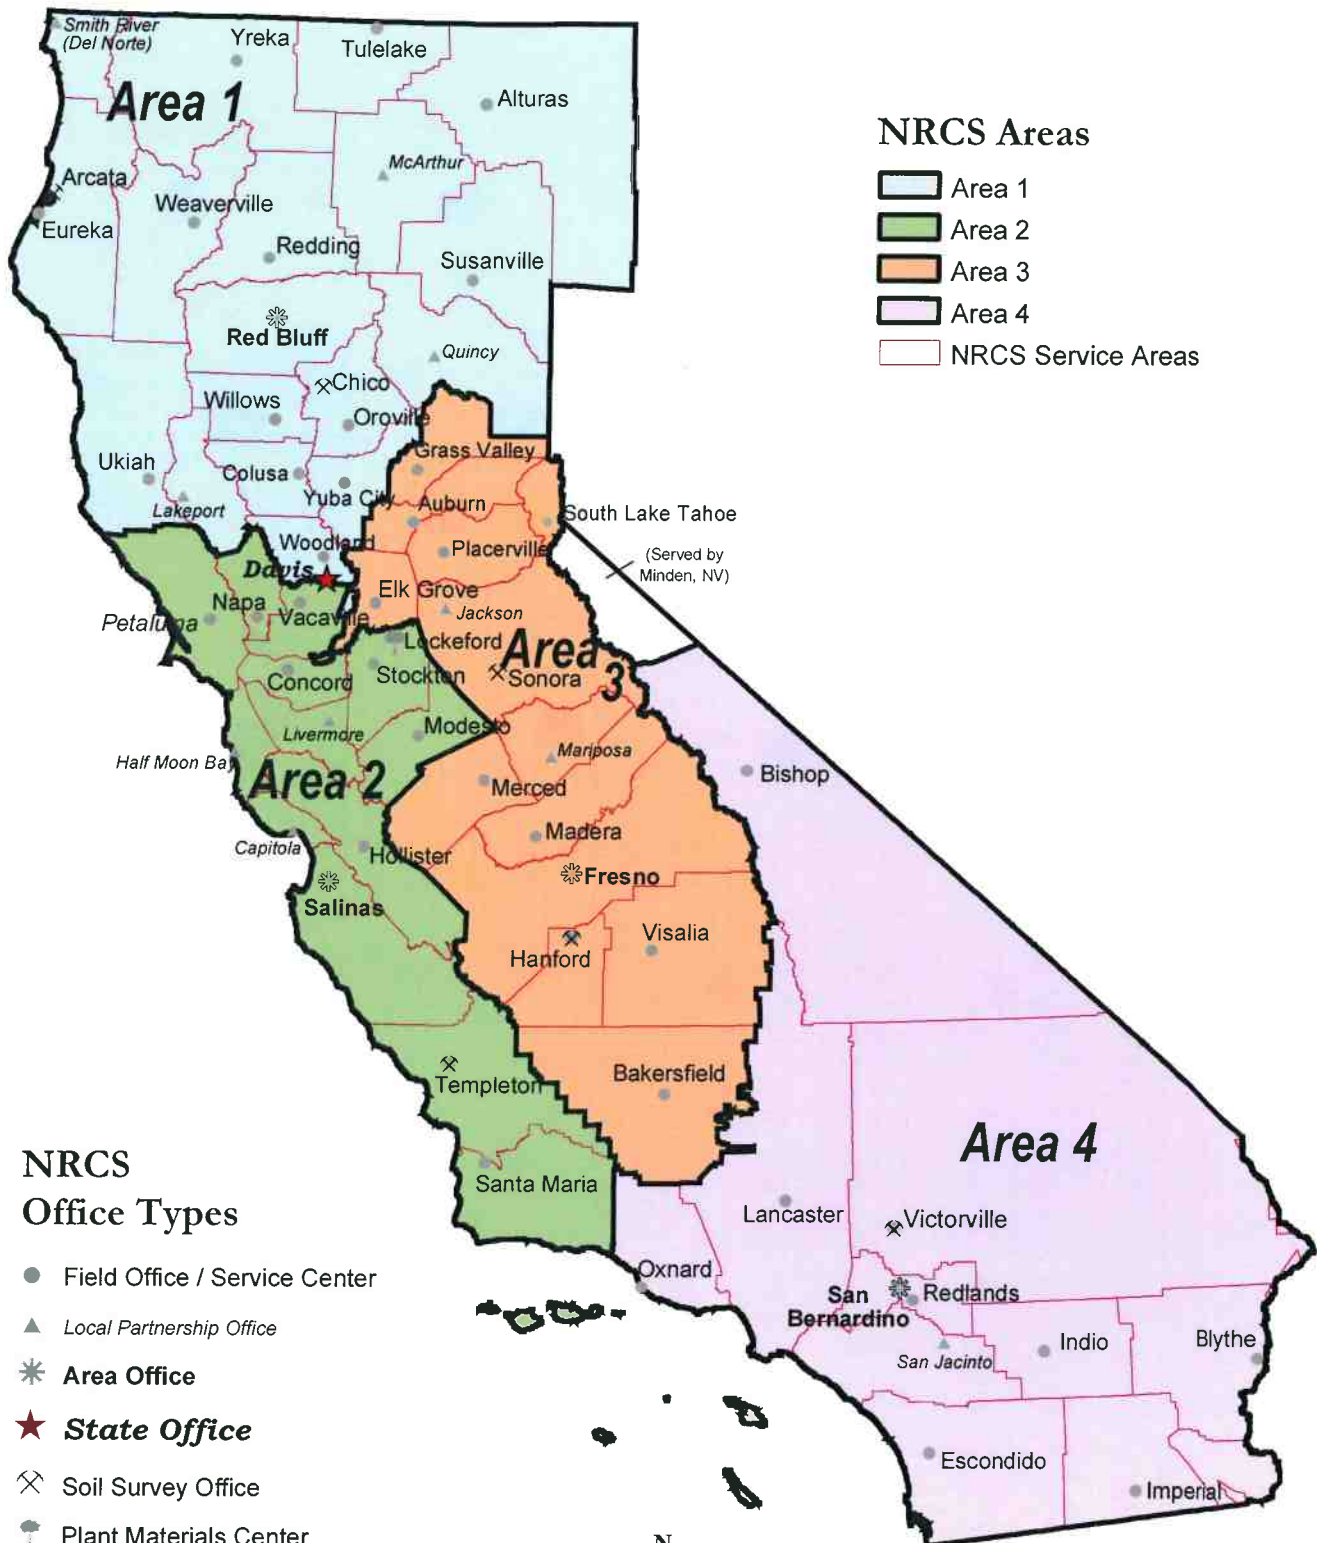 Smith River
(Del Norte)
Yreka
Tulelake
Area 1
Alturas
McArthur
Arcata
Weaverville
Eureka
Redding
Susanville
Red Bluff
Quincy
Chico
Willows
Oroville
Grass Valley
Ukiah
Colusa
Yuba City
Auburn
Lakeport
South Lake Tahoe
Woodland
Placerville
(Served by
Minden, NV)
Davis
Elk Grove
Napa
Vacaville
Jackson
Petaluma
Lockeford
Area 3
Concord
Stockton
Sonora
Livermore
Modesto
Mariposa
Half Moon Bay
Area 2
Merced
Bishop
Madera
Capitola
Hollister
Fresno
Salinas
Visalia
Hanford
Templeton
Bakersfield
Area 4
Santa Maria
Lancaster
Victorville
Oxnard
San
Bernardino
Redlands
San Jacinto
Indio
Blythe
Escondido
Imperial
NRCS Areas
Area 1
Area 2
Area 3
Area 4
NRCS Service Areas
NRCS
Office Types
Field Office / Service Center
Local Partnership Office
Area Office
State Office
Soil Survey Office
Plant Materials Center
N